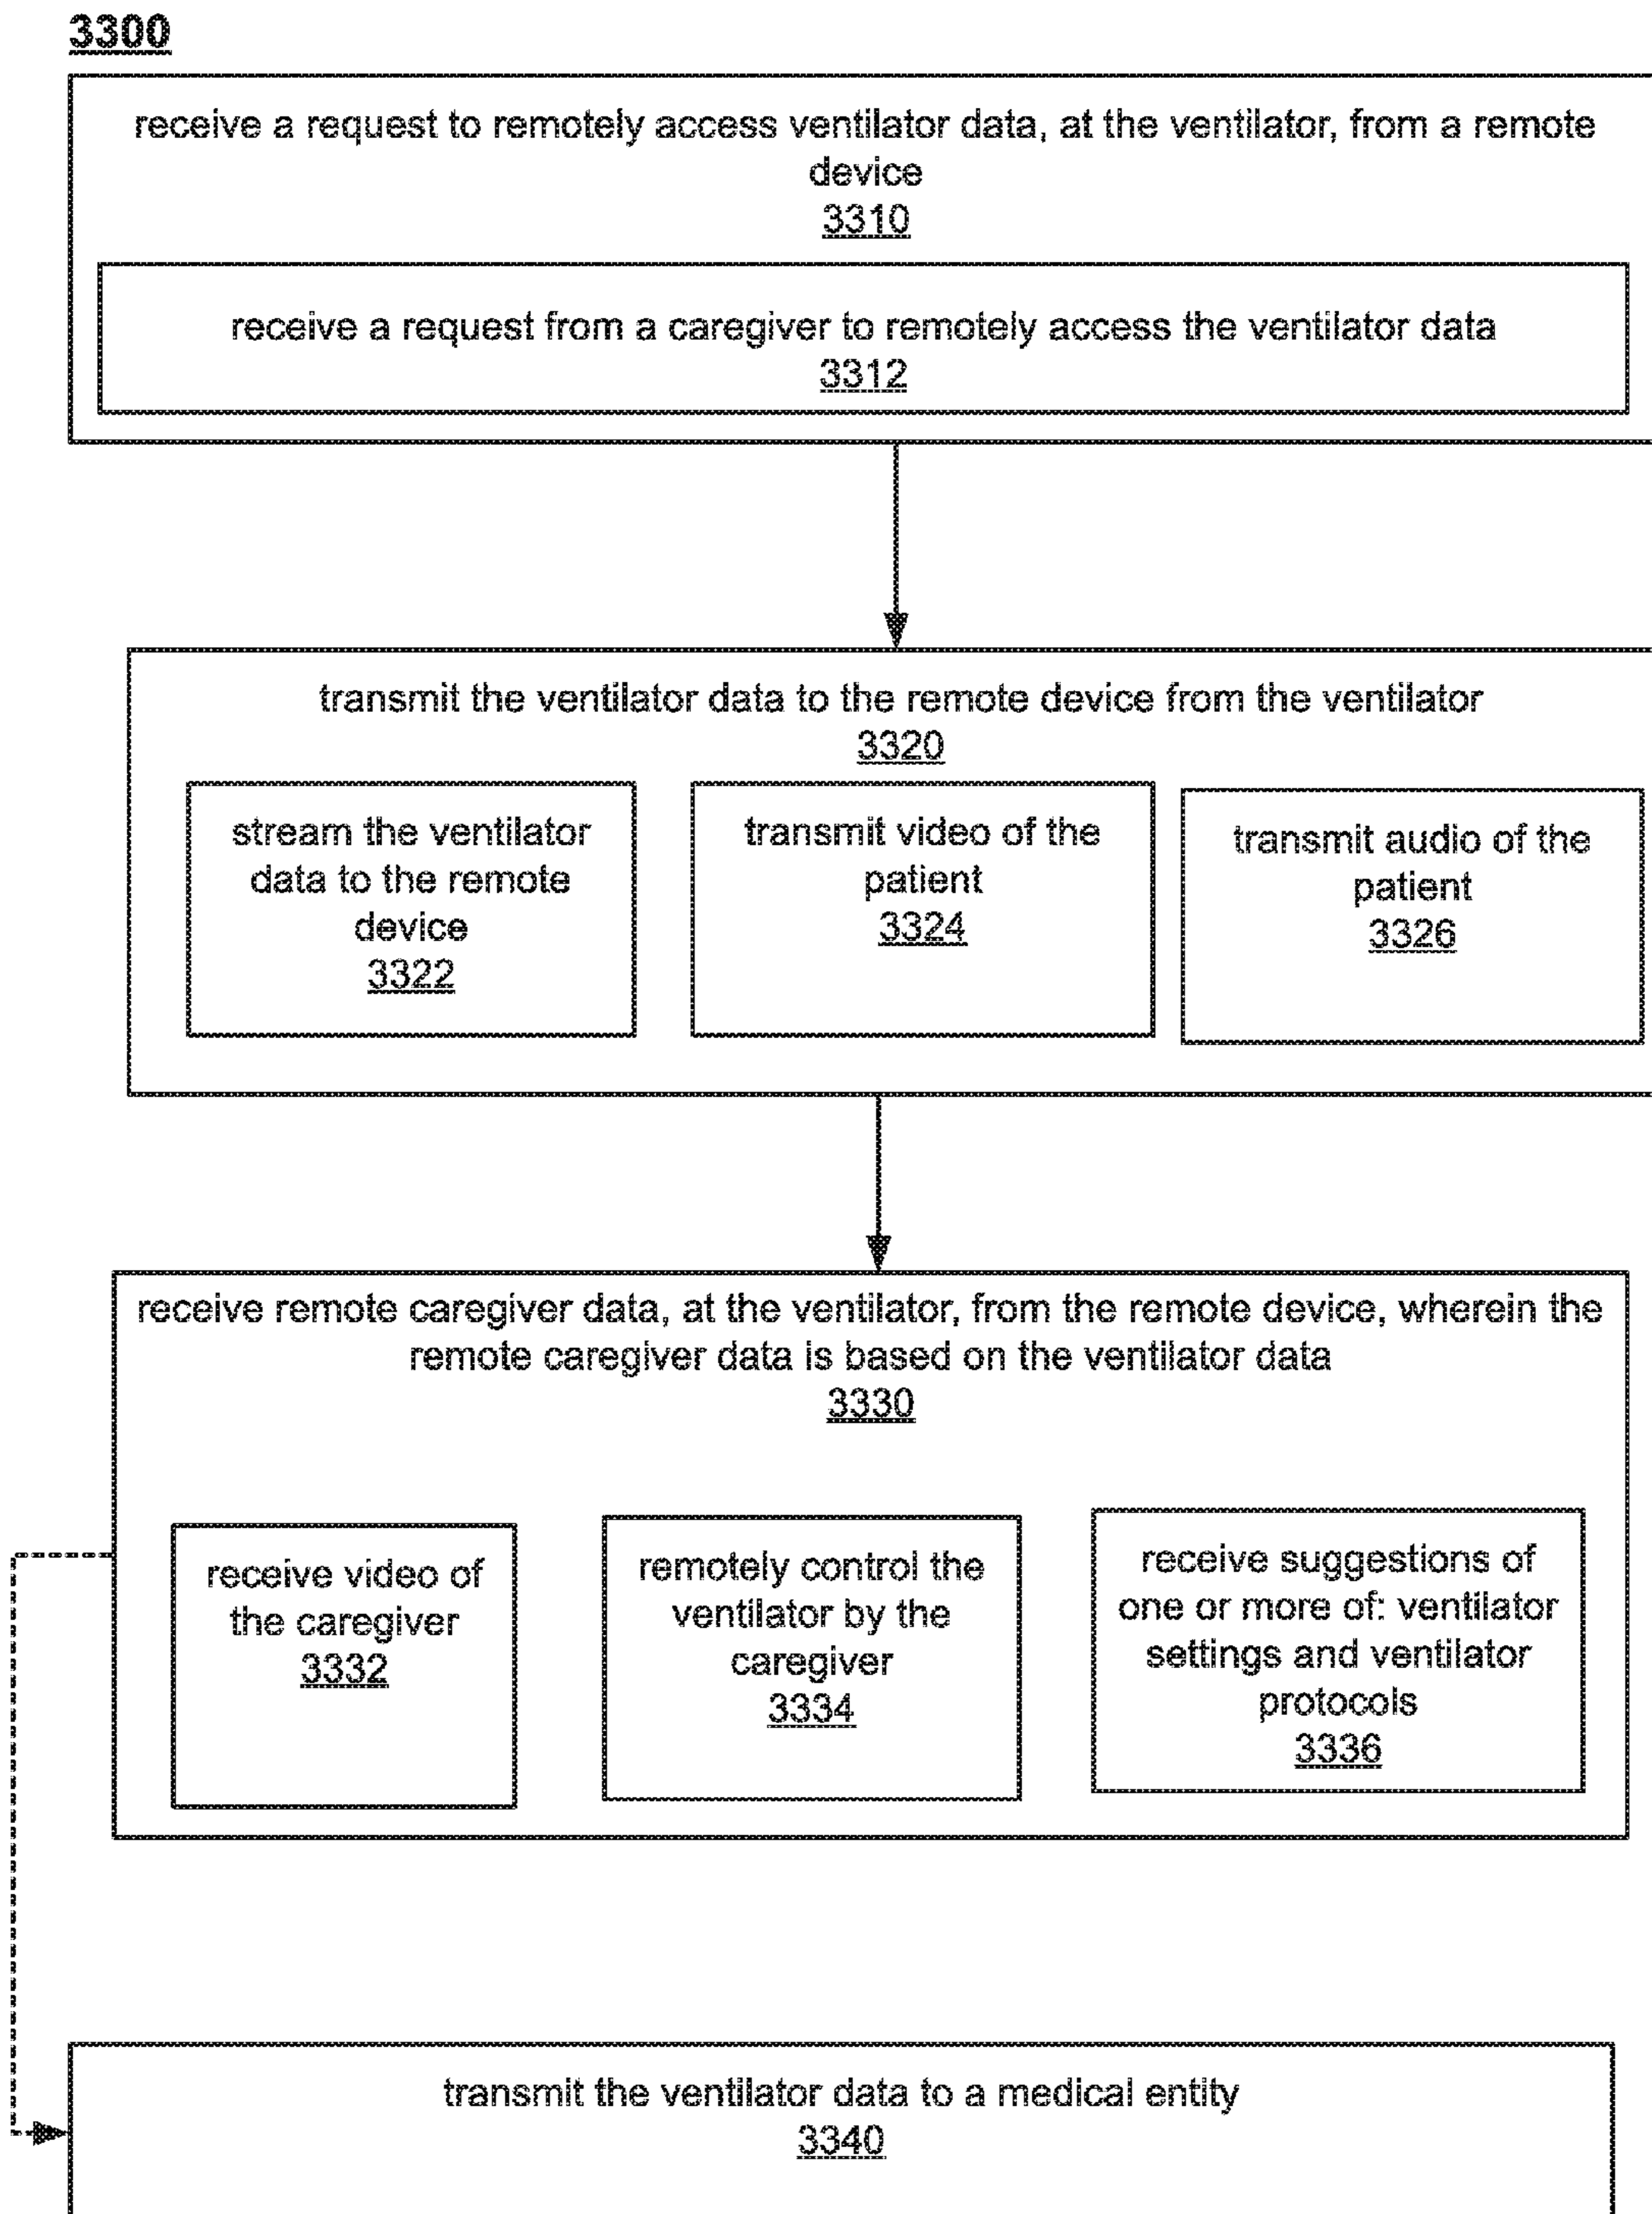 3300
receive a request to remotely access ventilator data, at the ventilator, from a remote
device
3310
receive a request from a caregiver to remotely access the ventilator data
3312
transmit the ventilator data to the remote device from the ventilator
3320
stream the ventilator
data to the remote
device
3322
transmit video of the
patient
3324
transmit audio of the
patient
3326
receive remote caregiver data, at the ventilator, from the remote device, wherein the
remote caregiver data is based on the ventilator data
3330
receive video of
the caregiver
3332
remotely control the
ventilator by the
caregiver
3334
receive suggestions of
one or more of: ventilator
settings and ventilator
protocols
3336
transmit the ventilator data to a medical entity
3340